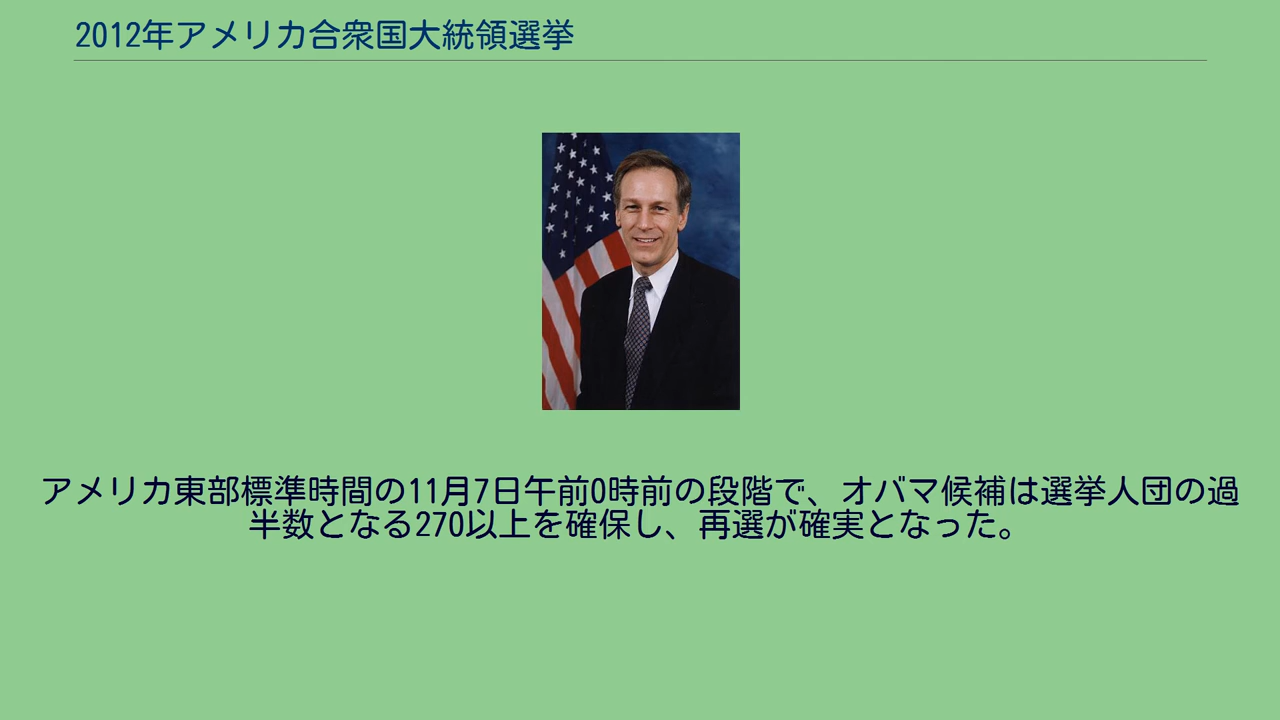 2012年アメリカ合衆国大統領選挙
アメリカ東部標準時間の11月7日午前0時前の段階で、オバマ候補は選挙人団の過
半数となる270以上を確保し、再選が確実となった。